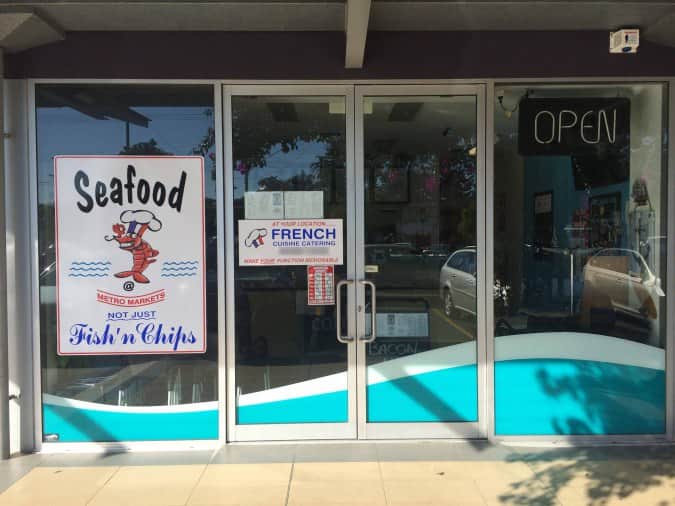 Seafood
@
METRO MARKETS
NOT JUST
Fish'n Chips
AT YOUR LOCATION...
FRENCH
CUISINE CATERING
MAKE YOUR FUNCTION MEMORABLE
BACON
OPEN